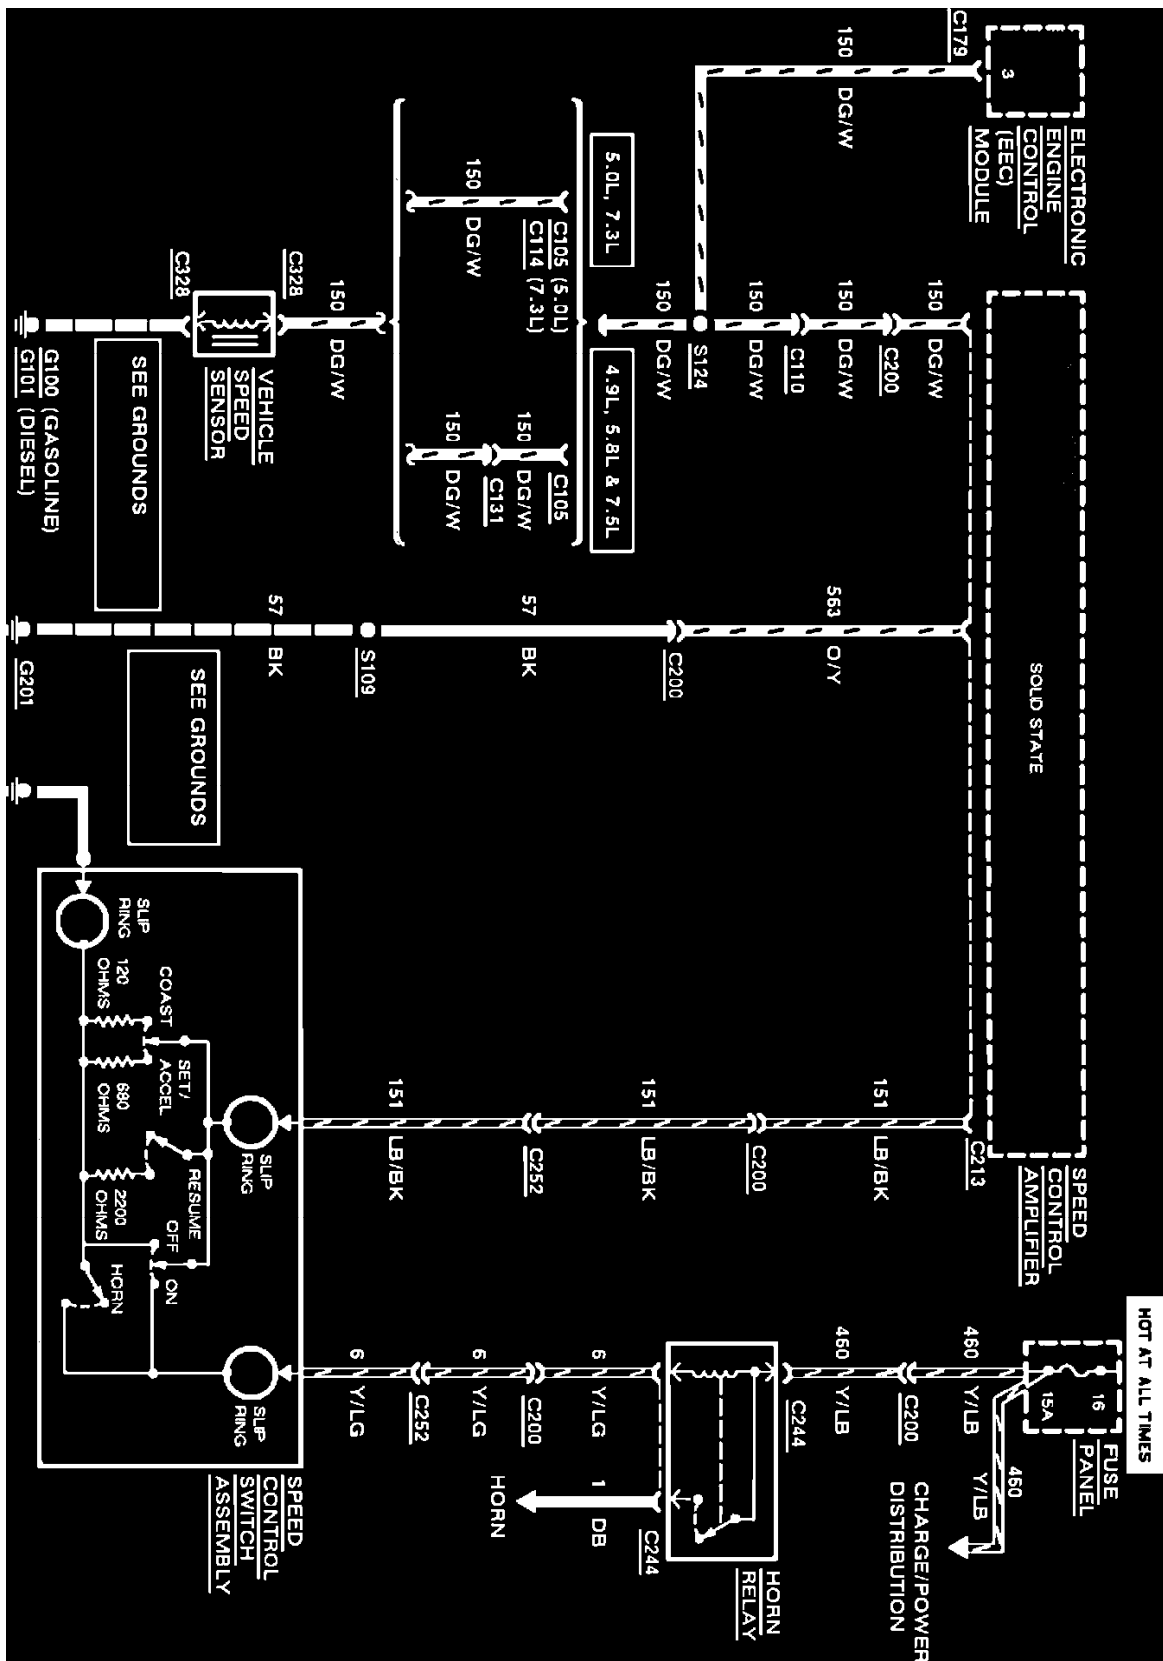 HOT AT ALL TIMES
ELECTRONIC
ENGINE
CONTROL
(EEC)
MODULE
3
C179
150
DG/W
SOLID STATE
SPEED
CONTROL
AMPLIFIER
C213
FUSE
PANEL
16
15A
460
Y/LB
CHARGE/POWER
DISTRIBUTION
150
DG/W
C200
150
DG/W
C110
150
DG/W
S124
150
DG/W
563
O/Y
C200
57
BK
S109
57
BK
SEE GROUNDS
G201
151
LB/BK
C200
151
LB/BK
C252
151
LB/BK
460
Y/LB
C200
460
Y/LB
C244
HORN
RELAY
C244
6
Y/LG
C200
6
Y/LG
C252
6
Y/LG
1
DB
HORN
5.0L, 7.3L
4.9L, 5.8L & 7.5L
C105 (5.0L)
C114 (7.3L)
150
DG/W
C105
150
DG/W
C131
150
DG/W
150
DG/W
C328
VEHICLE
SPEED
SENSOR
C328
SEE GROUNDS
G100 (GASOLINE)
G101 (DIESEL)
SPEED
CONTROL
SWITCH
ASSEMBLY
SLIP
RING
SLIP
RING
SLIP
RING
COAST
SET/
ACCEL
RESUME
OFF
ON
120
OHMS
680
OHMS
2200
OHMS
HORN